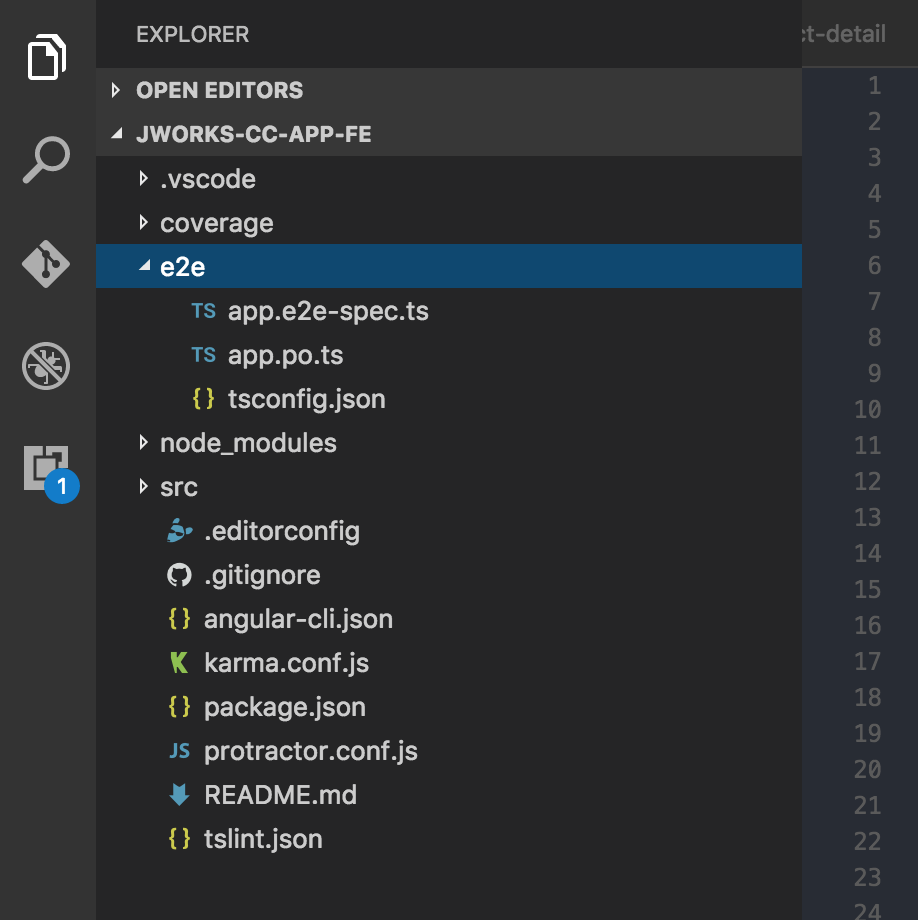 EXPLORER
ct-detail
OPEN EDITORS
JWORKS-CC-APP-FE
.vscode
coverage
e2e
TS app.e2e-spec.ts
TS app.po.ts
{ } tsconfig.json
node_modules
src
1
.editorconfig
.gitignore
{ } angular-cli.json
karma.conf.js
{ } package.json
JS protractor.conf.js
README.md
{ } tslint.json
1
2
3
4
5
6
7
8
9
10
11
12
13
14
15
16
17
18
19
20
21
22
23
24